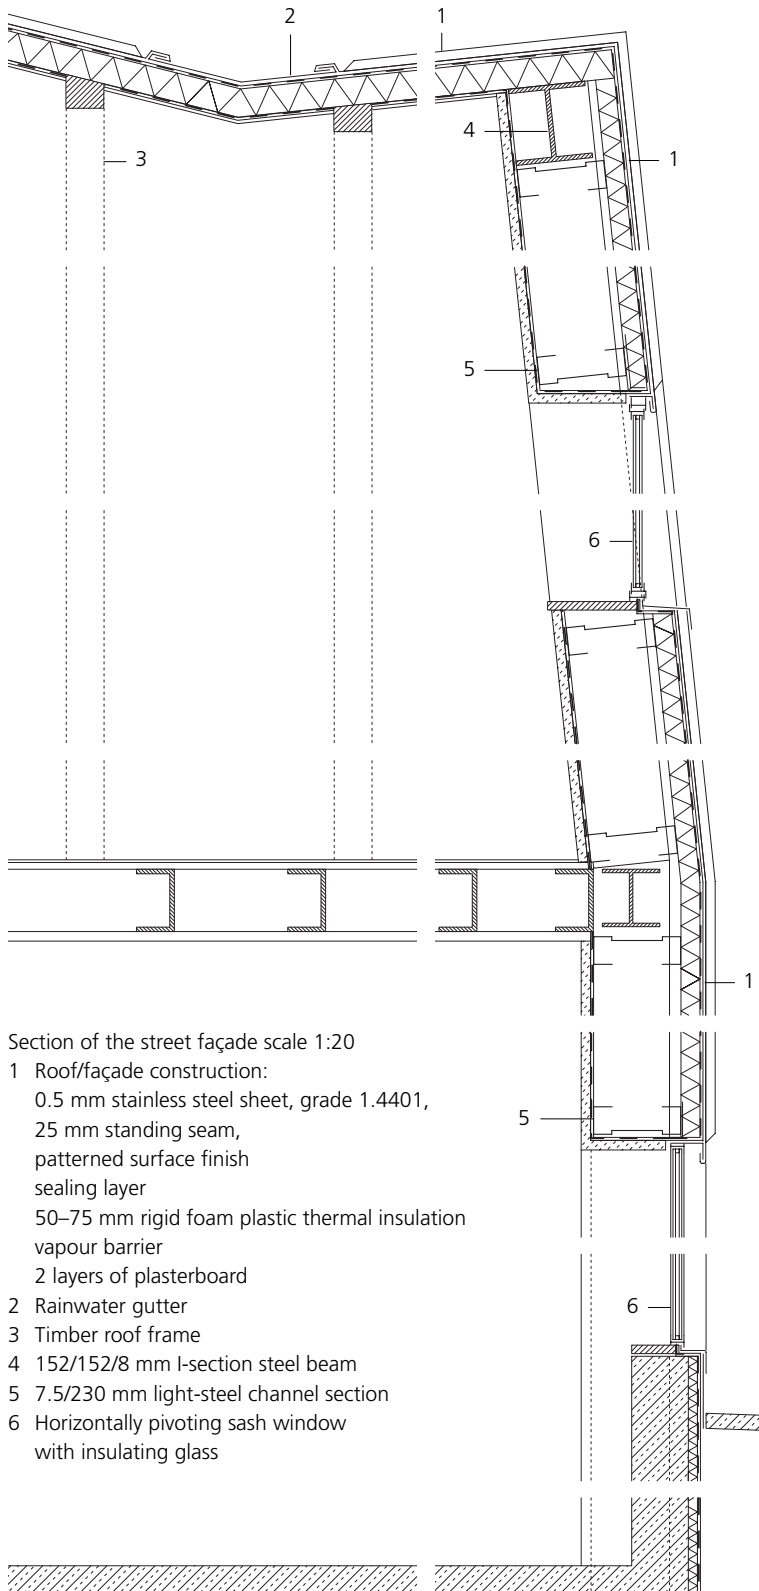 2
1
4
3
1
5
6
1
Section of the street façade scale 1:20
1 Roof/façade construction:
0.5 mm stainless steel sheet, grade 1.4401,
25 mm standing seam,
patterned surface finish
sealing layer
50–75 mm rigid foam plastic thermal insulation
vapour barrier
2 layers of plasterboard
2 Rainwater gutter
3 Timber roof frame
4 152/152/8 mm I-section steel beam
5 7.5/230 mm light-steel channel section
6 Horizontally pivoting sash window
with insulating glass
5
6